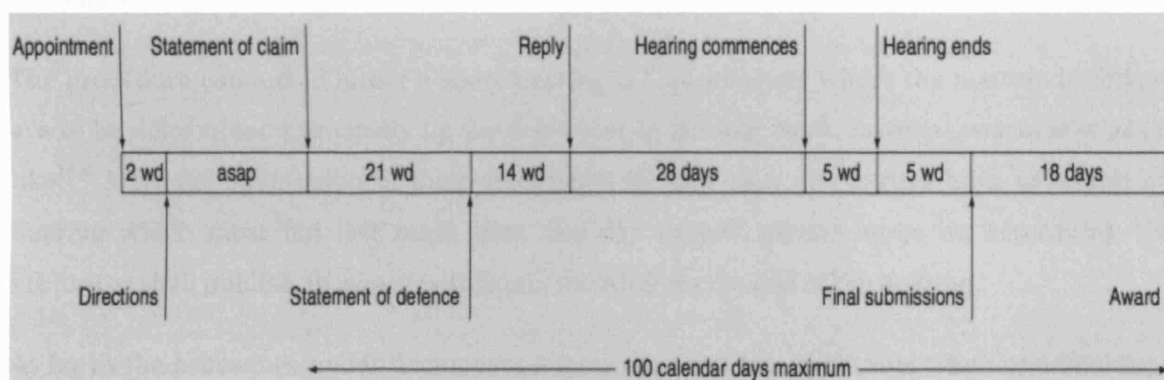 Appointment Statement of claim Reply Hearing commences Hearing ends
2 wd asap 21 wd 14 wd 28 days 5 wd 5 wd 18 days
Directions Statement of defence Final submissions Award
100 calendar days maximum